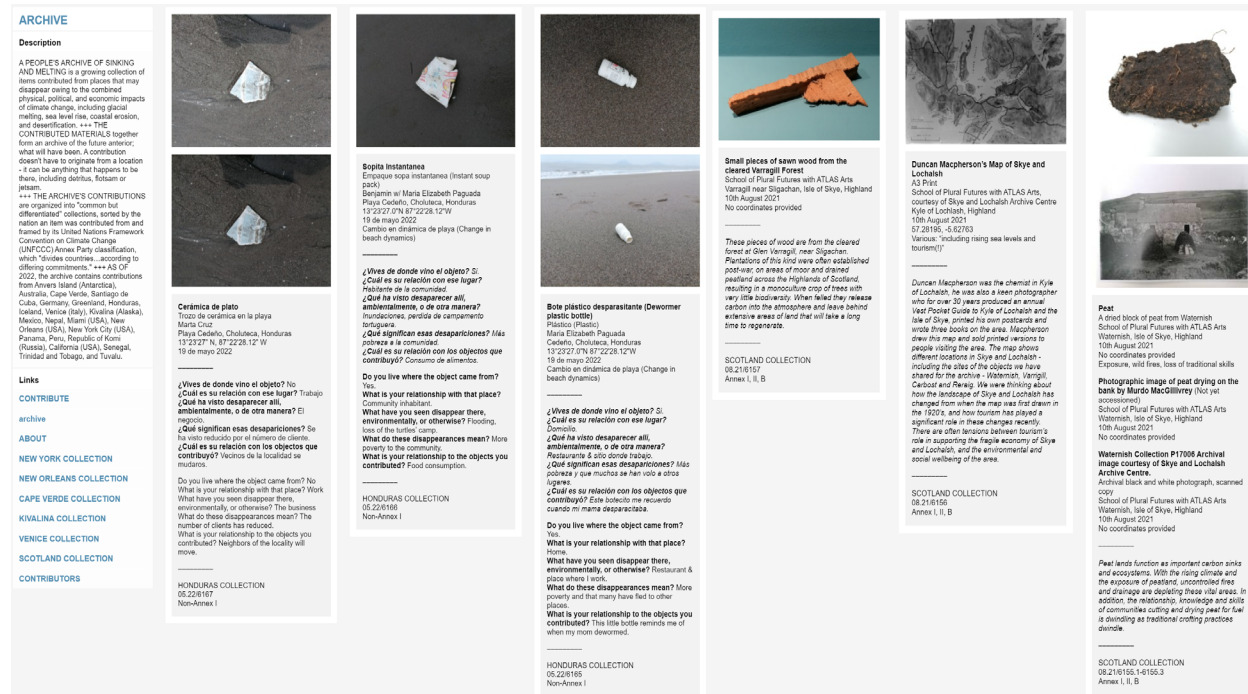 ARCHIVE
Description
A PEOPLE'S ARCHIVE OF SINKING
AND MELTING is a growing collection of
items contributed from places that may
disappear owing to the combined
physical, political, and economic impacts
of climate change, including glacial
melting, sea level rise, coastal erosion,
and desertification. +++ THE
CONTRIBUTED MATERIALS together
form an archive of the future anterior;
what will have been. A contribution
doesn't have to originate from a location
- it can be anything that happens to be
there, including detritus, flotsam or
jetsam.
+++ THE ARCHIVE'S CONTRIBUTIONS
are organized into "common but
differentiated" collections, sorted by the
nation an item was contributed from and
framed by its United Nations Framework
Convention on Climate Change
(UNFCCC) Annex Party classification,
which "divides countries...according to
differing commitments." +++ AS OF
2022, the archive contains contributions
from Anvers Island (Antarctica),
Australia, Cape Verde, Santiago de
Cuba, Germany, Greenland, Honduras,
Iceland, Venice (italy), Kivalina (Alaska),
Mexico, Nepal, Miami (USA), New
Orleans (USA), New York City (USA),
Panama, Peru, Republic of Komi
(Russia), California (USA), Senegal,
Trinidad and Tobago, and Tuvalu.
Links
CONTRIBUTE
archive
ABOUT
NEW YORK COLLECTION
NEW ORLEANS COLLECTION
CAPE VERDE COLLECTION
KIVALINA COLLECTION
VENICE COLLECTION
SCOTLAND COLLECTION
CONTRIBUTORS
Cerámica de plato
Trozo de cerámica en la playa
Marta Cruz
Playa Cedeño, Choluteca, Honduras
13°23'27" N, 87°22'28.12" W
19 de mayo 2022
__________
¿Vives de donde vino el objeto? No
¿Cuál es su relación con ese lugar? Trabajo
¿Qué ha visto desaparecer allí,
ambientalmente, o de otra manera? El
negocio.
¿Qué significan esas desapariciones? Se
ha visto reducido por el número de cliente.
¿Cuál es su relación con los objetos que
contribuyó? Vecinos de la localidad se
mudaros.
Do you live where the object came from? No
What is your relationship with that place? Work
What have you seen disappear there,
environmentally, or otherwise? The business
What do these disappearances mean? The
number of clients has reduced.
What is your relationship to the objects you
contributed? Neighbors of the locality will
move.
__________
HONDURAS COLLECTION
05.22/6167
Non-Annex I
Sopita Instantanea
Empaque sopa instantanea (Instant soup
pack)
Benjamin w/ Maria Elizabeth Paguada
Playa Cedeño, Choluteca, Honduras
13°23'27.0"N 87°22'28.12"W
19 de mayo 2022
Cambio en dinámica de playa (Change in
beach dynamics)
__________
¿Vives de donde vino el objeto? Sí.
¿Cuál es su relación con ese lugar?
Habitante de la comunidad.
¿Qué ha visto desaparecer allí,
ambientalmente, o de otra manera?
Inundaciones, perdida de campamento
tortuguera.
¿Qué significan esas desapariciones? Más
pobreza a la comunidad.
¿Cuál es su relación con objectos que
contribuyó? Consumo de alimentos.
Do you live where the object came from?
Yes.
What is your relationship with that place?
Community inhabitant.
What have you seen disappear there,
environmentally, or otherwise? Flooding,
loss of the turtles' camp.
What do these disappearances mean? More
poverty to the community.
What is your relationship to the objects you
contributed? Food consumption.
__________
HONDURAS COLLECTION
05.22/6166
Non-Annex I
Bote plástico desparasitante (Dewormer
plastic bottle)
Plástico (Plastic)
Maria Elizabeth Paguada
Cedeño, Choluteca, Honduras
13°23'27.0"N 87°22'28.12"W
19 de mayo 2022
Cambio en dinámica de playa (Change in
beach dynamics)
__________
¿Vives de donde vino el objeto? Sí.
¿Cuál es su relación con ese lugar?
Domicilio.
¿Qué ha visto desaparecer allí,
ambientalmente, o de otra manera?
Restaurante & sitio donde trabajo.
¿Qué significan esas desapariciones? Más
pobreza y que muchos se han volo a otros
lugares.
¿Cuál es su relación con los objetos que
contribuyó? Este botecito me recuerdo
cuando mi mama desparacitaba.
Do you live where the object came from?
Yes.
What is your relationship with that place?
Home.
What have you seen disappear there,
environmentally, or otherwise? Restaurant &
place where I work.
What do these disappearances mean? More
poverty and that many have fled to other
places.
What is your relationship to the objects you
contributed? This little bottle reminds me of
when my mom dewormed.
__________
HONDURAS COLLECTION
05.22/6165
Non-Annex I
Small pieces of sawn wood from the
cleared Varragill Forest
School of Plural Futures with ATLAS Arts
Varragill near Sligachan, Isle of Skye, Highland
10th August 2021
No coordinates provided
__________
These pieces of wood are from the cleared
forest at Glen Varragill, near Sligachan.
Plantations of this kind were often established
post-war, on areas of moor and drained
peatland across the Highlands of Scotland,
resulting in a monoculture crop of trees with
very little biodiversity. When felled they release
carbon into the atmosphere and leave behind
extensive areas of land that will take a long
time to regenerate.
__________
SCOTLAND COLLECTION
08.21/6157
Annex I, II, B
Duncan Macpherson's Map of Skye and
Lochalsh
A3 Print
School of Plural Futures with ATLAS Arts,
courtesy of Skye and Lochalsh Archive Centre
Kyle of Lochlash, Highland
10th August 2021
57.28195, -5.62763
Various: "including rising sea levels and
tourism(!)"
__________
Duncan Macpherson was the chemist in Kyle
of Lochalsh, he was also a keen photographer
who for over 30 years produced an annual
Vest Pocket Guide to Kyle of Lochalsh and the
Isle of Skye, printed his own postcards and
wrote three books on the area. Macpherson
drew this map and sold printed versions to
people visiting the area. The map shows
different locations in Skye and Lochalsh -
including the sites of the objects we have
shared for the archive - Waternish, Varrigill,
Carbost and Reraig. We were thinking about
how the landscape of Skye and Lochalsh has
changed from when the map was first drawn in
the 1920's, and how tourism has played a
significant role in these changes recently.
There are often tensions between tourism's
role in supporting the fragile economy of Skye
and Lochalsh, and the environmental and
social wellbeing of the area.
__________
SCOTLAND COLLECTION
08.21/6156
Annex I, II, B
Peat
A dried block of peat from Waternish
School of Plural Futures with ATLAS Arts
Waternish, Isle of Skye, Highland
10th August 2021
No coordinates provided
Exposure, wild fires, loss of traditional skills
Photographic image of peat drying on the
bank by Murdo MacGillivrey (Not yet
accessioned)
School of Plural Futures with ATLAS Arts
Waternish, Isle of Skye, Highland
10th August 2021
No coordinates provided
Waternish Collection P17006 Archival
image courtesy of Skye and Lochalsh
Archive Centre.
Archival black and white photograph, scanned
copy
School of Plural Futures with ATLAS Arts
Waternish, Isle of Skye, Highland
10th August 2021
No coordinates provided
__________
Peat lands function as important carbon sinks
and ecosystems. With the rising climate and
the exposure of peatland, uncontrolled fires
and drainage are depleting these vital areas. In
addition, the relationship, knowledge and skills
of communities cutting and drying peat for fuel
is dwindling as traditional crofting practices
dwindle.
__________
SCOTLAND COLLECTION
08.21/6155.1-6155.3
Annex I, II, B